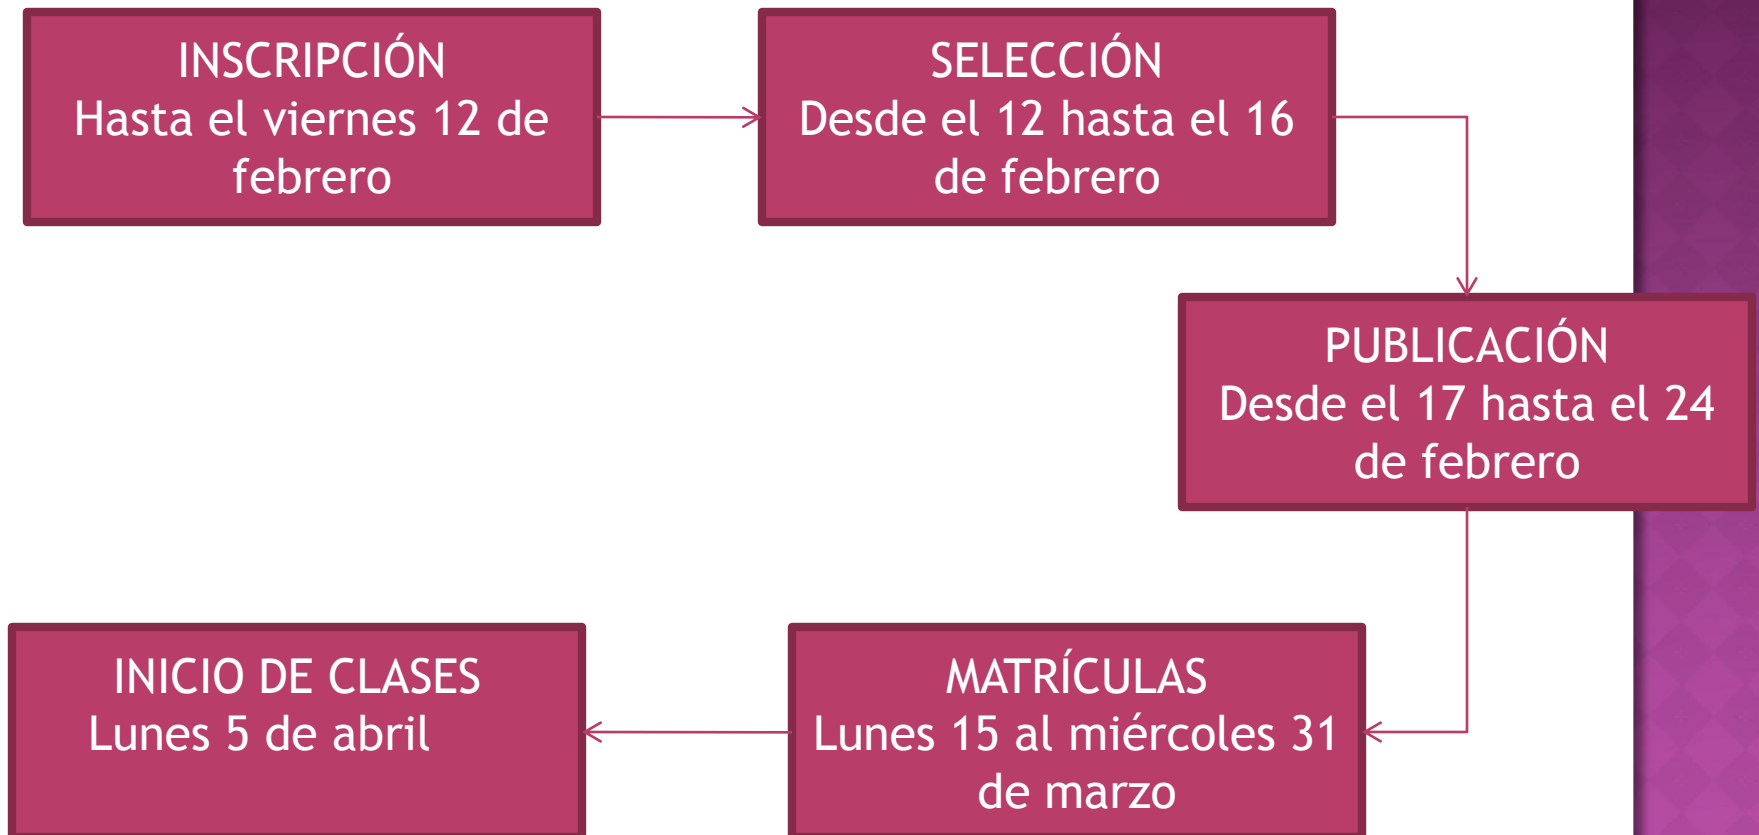 INSCRIPCIÓN
Hasta el viernes 12 de
febrero
SELECCIÓN
Desde el 12 hasta el 16
de febrero
PUBLICACIÓN
Desde el 17 hasta el 24
de febrero
MATRÍCULAS
Lunes 15 al miércoles 31
de marzo
INICIO DE CLASES
Lunes 5 de abril